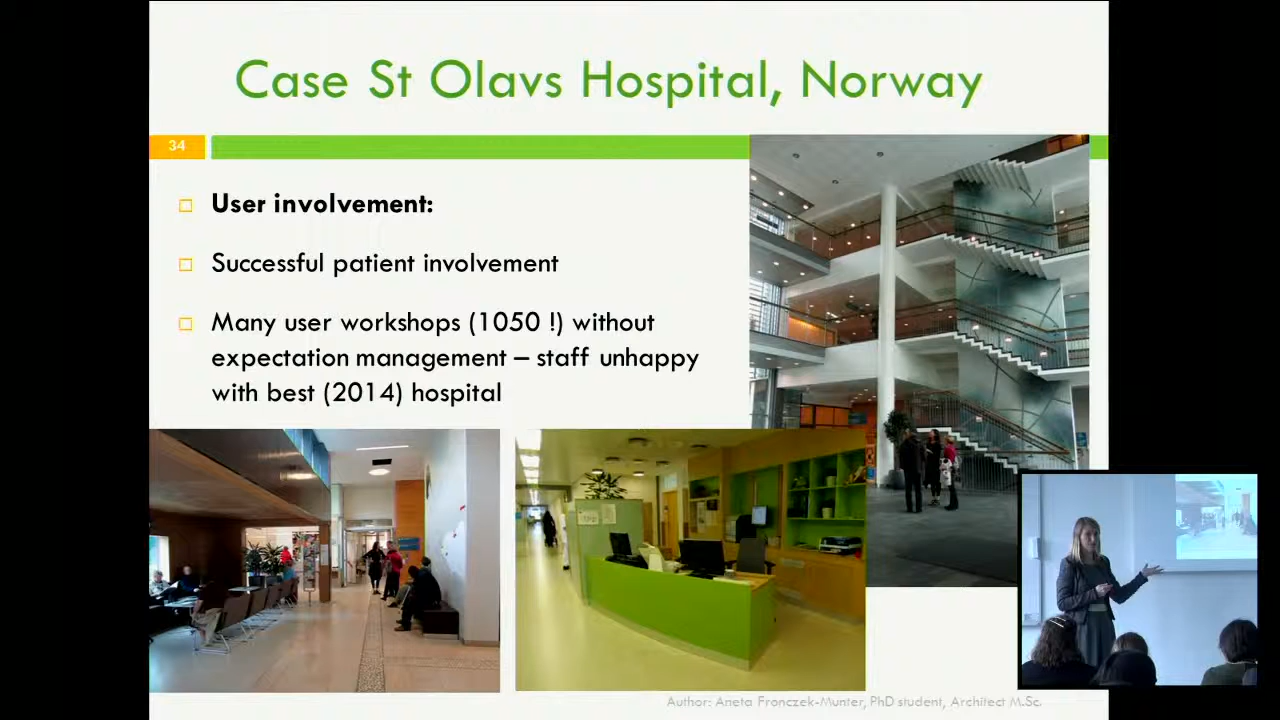 Case St Olavs Hospital, Norway
34
User involvement:
Successful patient involvement
Many user workshops (1050 !) without
expectation management – staff unhappy
with best (2014) hospital
Author: Aneta Fronczek-Munter, PhD student, Architect M.Sc.